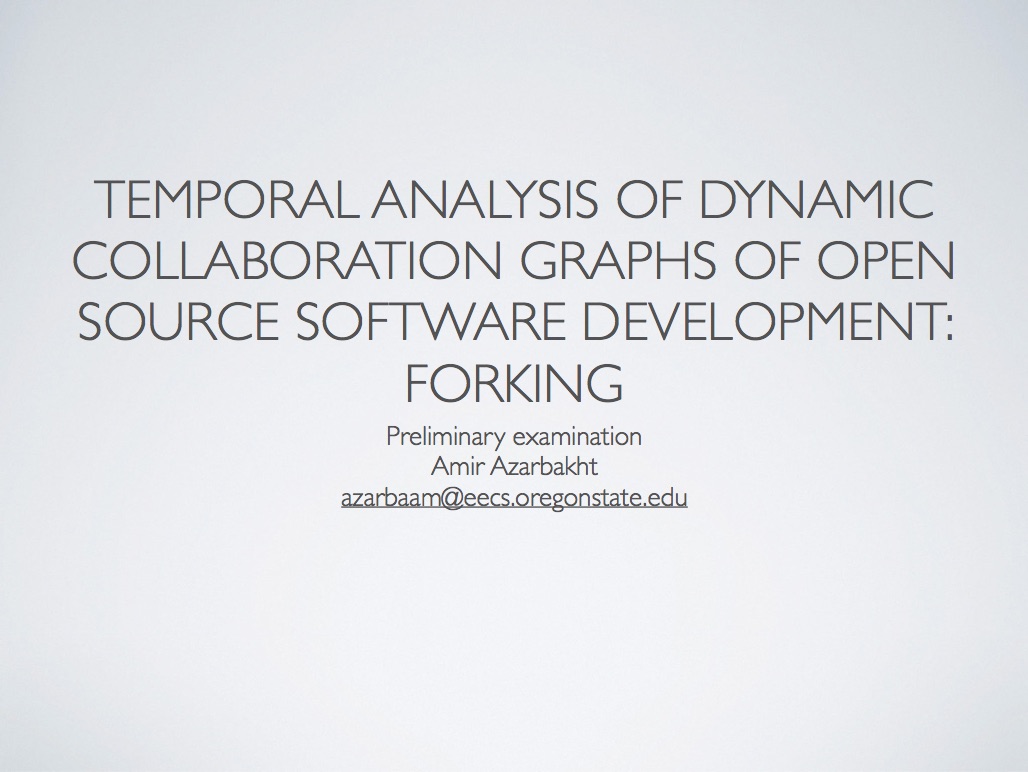 TEMPORAL ANALYSIS OF DYNAMIC
COLLABORATION GRAPHS OF OPEN
SOURCE SOFTWARE DEVELOPMENT:
FORKING
Preliminary examination
Amir Azarbakht
azarbaam@eecs.oregonstate.edu